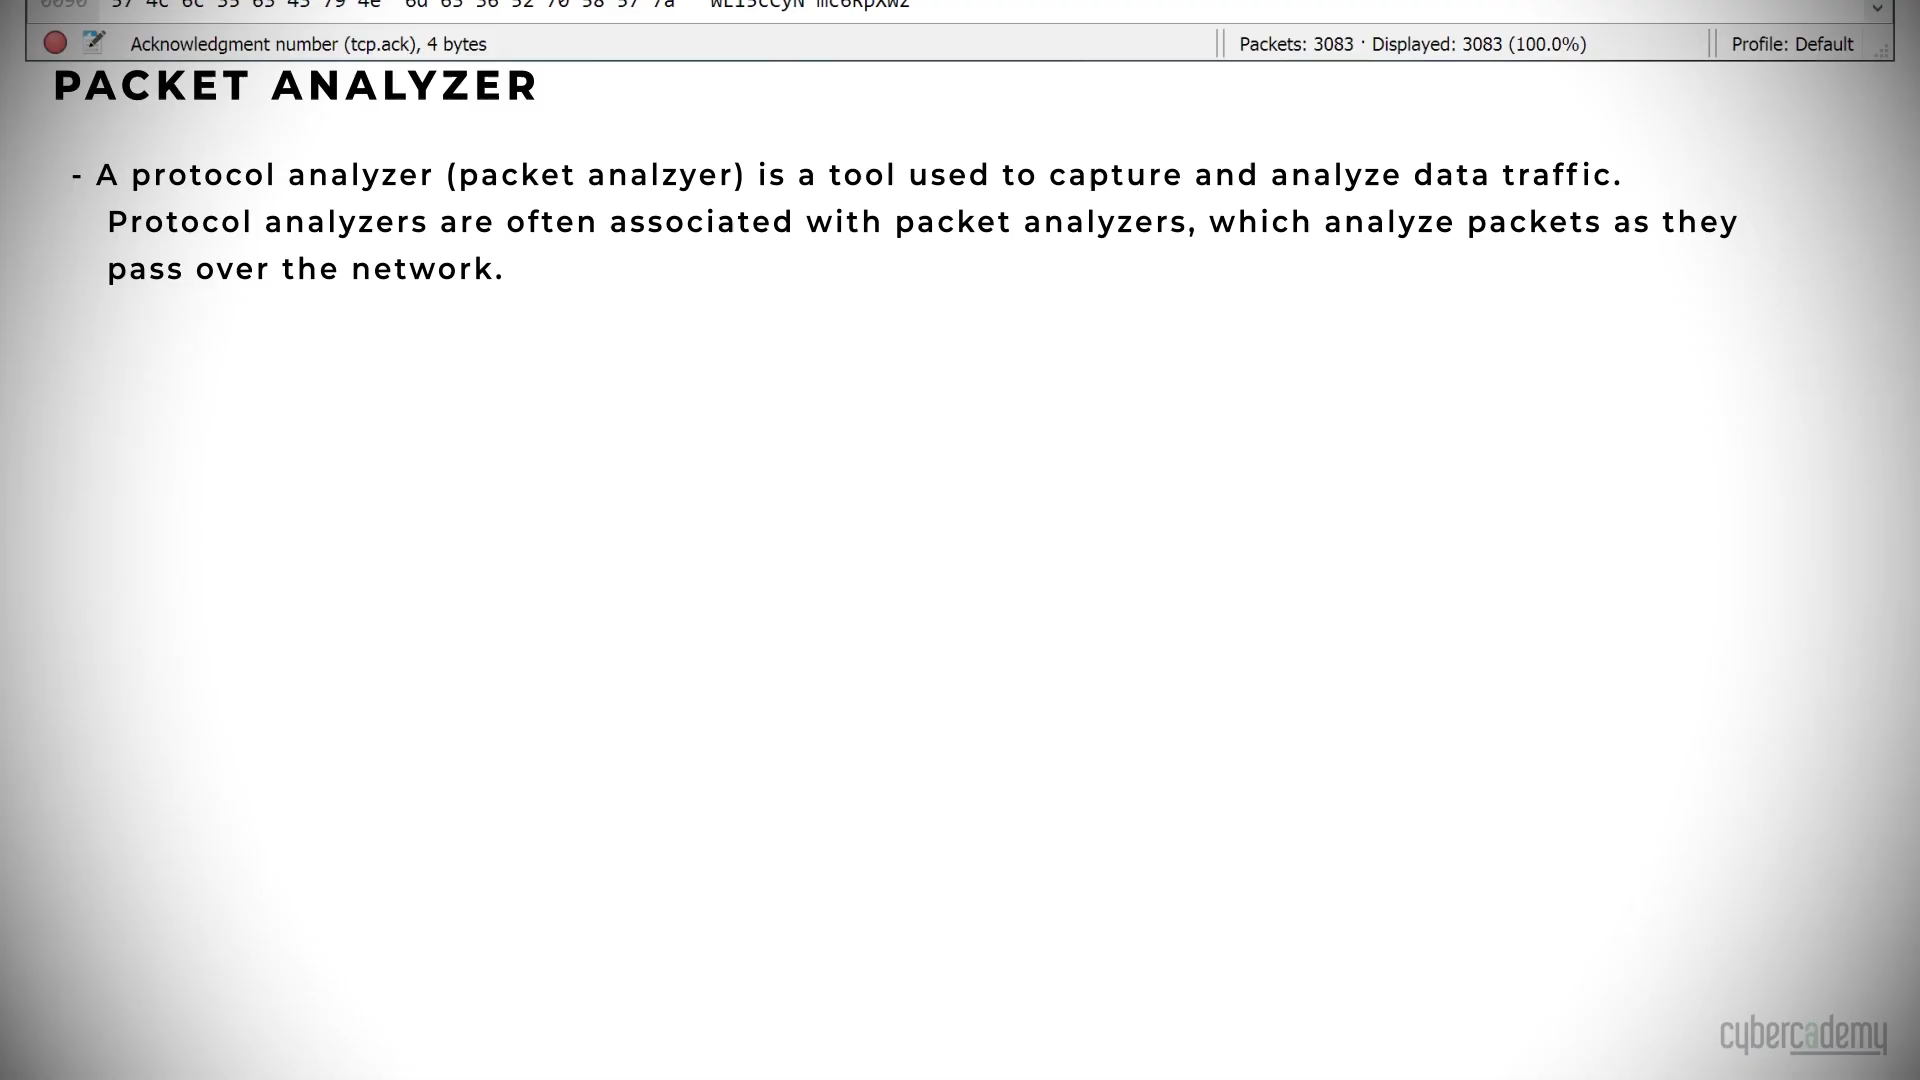 Acknowledgment number (tcp.ack), 4 bytes Packets: 3083 · Displayed: 3083 (100.0%) Profile: Default
PACKET ANALYZER
- A protocol analyzer (packet analzyer) is a tool used to capture and analyze data traffic.
Protocol analyzers are often associated with packet analyzers, which analyze packets as they
pass over the network.
cybercademy